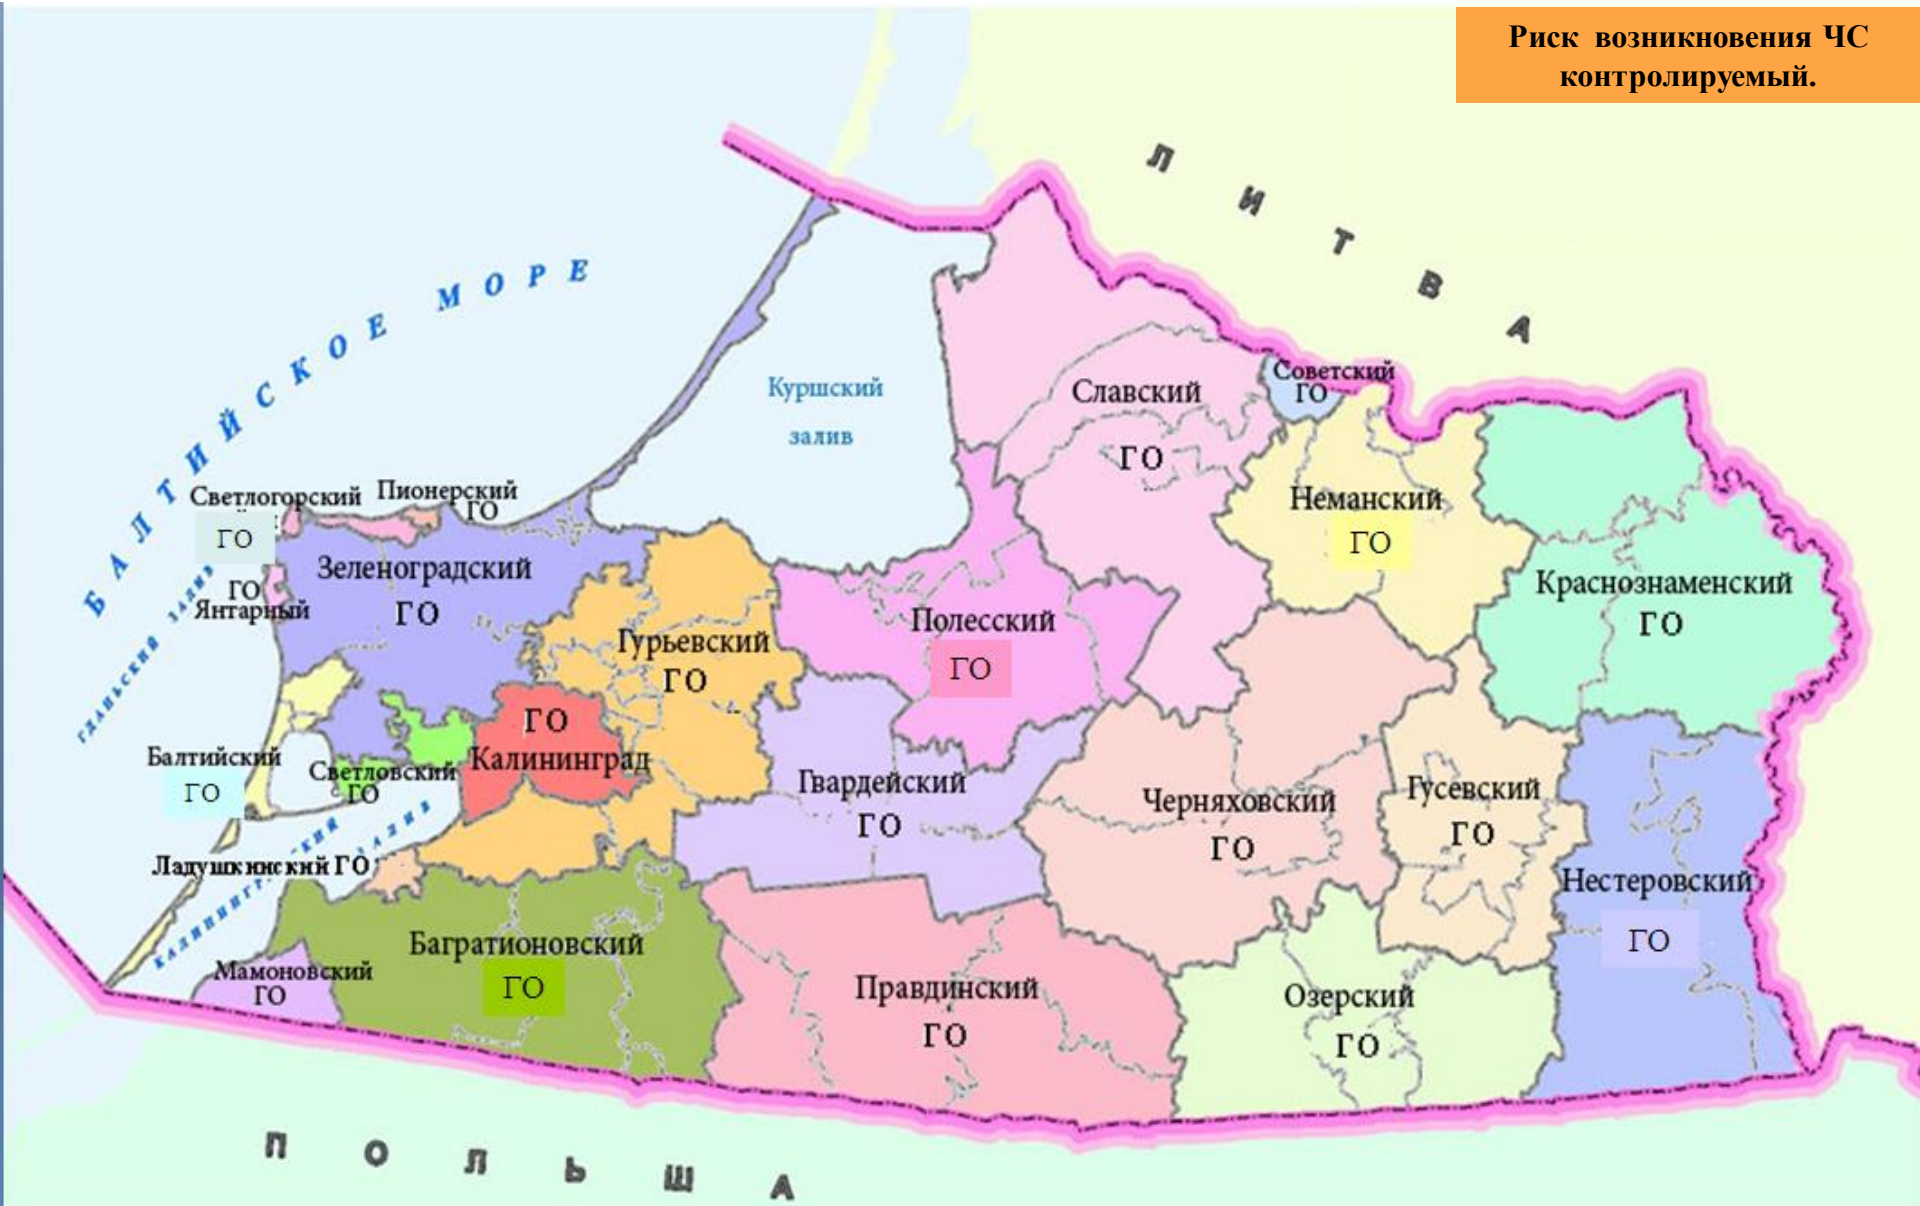 Риск возникновения ЧС
контролируемый.
ЛИТВА
БАЛТИЙСКОЕ МОРЕ
Куршский
залив
Славский
ГО
Советский
ГО
Неманский
ГО
Краснознаменский
ГО
Светлогорский
ГО
Пионерский
ГО
ГО
Янтарный
Зеленоградский
ГО
Гурьевский
ГО
Полесский
ГО
ГО
Калининград
Балтийский
ГО
Светловский
ГО
Гвардейский
ГО
Черняховский
ГО
Гусевский
ГО
Нестеровский
ГО
Ладушкинский ГО
Багратионовский
ГО
Мамоновский
ГО
Правдинский
ГО
Озерский
ГО
ПОЛЬША